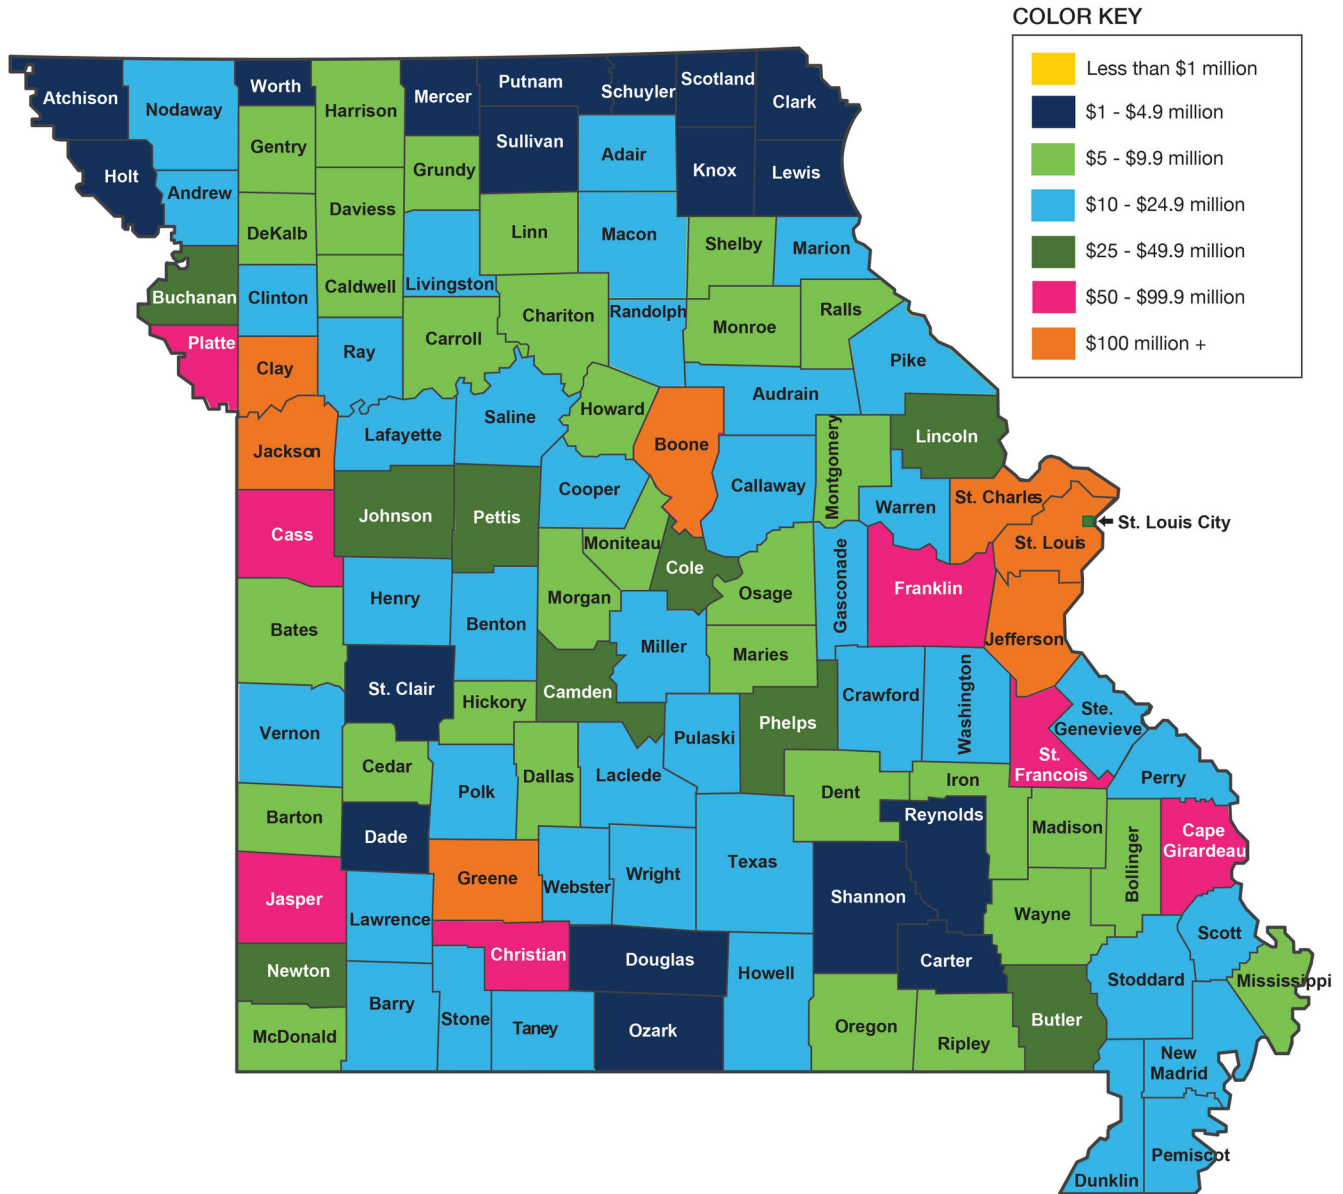 COLOR KEY
Less than $1 million
$1 - $4.9 million
$5 - $9.9 million
$10 - $24.9 million
$25 - $49.9 million
$50 - $99.9 million
$100 million +
Atchison
Nodaway
Worth
Harrison
Mercer
Putnam
Schuyler
Scotland
Clark
Gentry
Grundy
Sullivan
Adair
Knox
Lewis
Holt
Andrew
DeKalb
Daviess
Linn
Macon
Shelby
Marion
Buchanan
Clinton
Caldwell
Livingston
Chariton
Randolph
Monroe
Ralls
Pike
Platte
Clay
Ray
Carroll
Audrain
Jackson
Lafayette
Saline
Howard
Boone
Callaway
Montgomery
Lincoln
Warren
St. Charles
St. Louis City
St. Louis
Cass
Johnson
Pettis
Cooper
Moniteau
Cole
Osage
Gasconade
Franklin
Jefferson
Bates
Henry
Benton
Morgan
Miller
Maries
St. Clair
Hickory
Camden
Pulaski
Phelps
Crawford
Washington
Ste.
Genevieve
St.
Francois
Perry
Vernon
Cedar
Polk
Dallas
Laclede
Dent
Iron
Reynolds
Madison
Bollinger
Cape
Girardeau
Barton
Dade
Greene
Webster
Wright
Texas
Shannon
Wayne
Jasper
Lawrence
Christian
Douglas
Howell
Carter
Stoddard
Scott
Mississippi
Newton
Barry
Stone
Taney
Ozark
Oregon
Ripley
Butler
McDonald
New
Madrid
Pemiscot
Dunklin